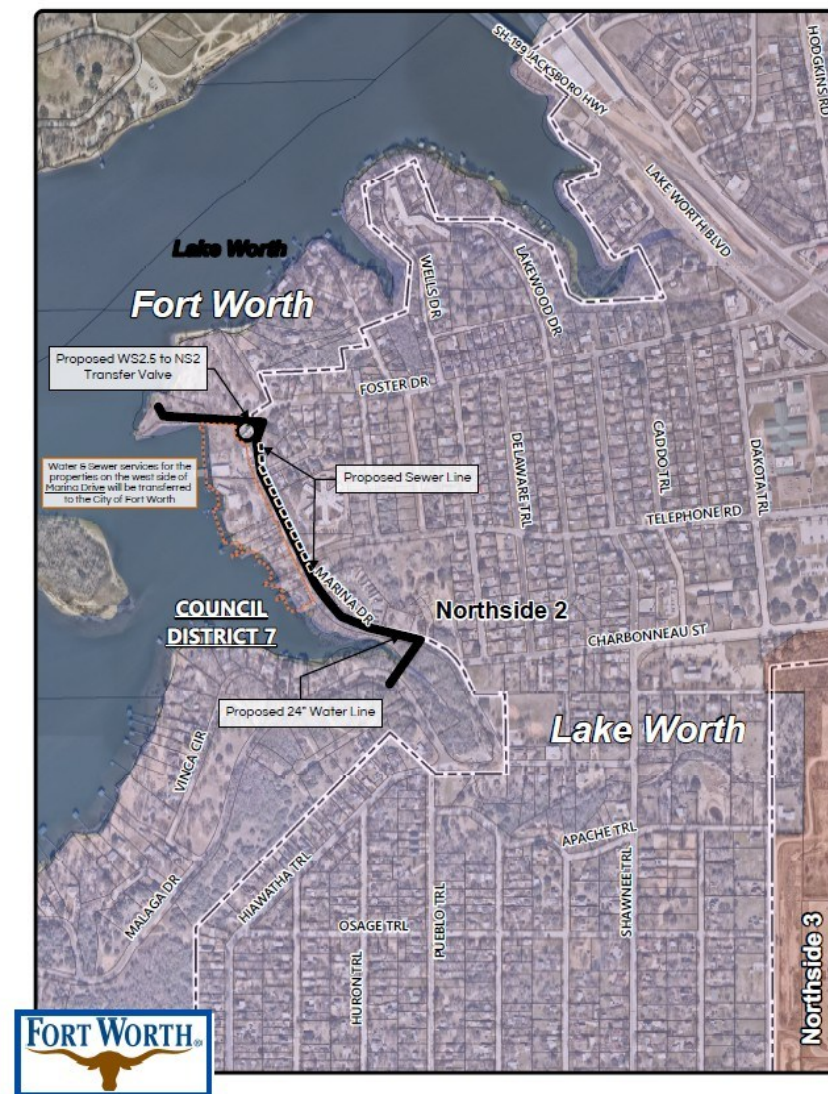 SH-199 JACKSBORO HWY
HODGKINS RD
LAKE WORTH BLVD
Lake Worth
WELLS DR
LAKEWOOD DR
Fort Worth
Proposed WS2.5 to NS2
Transfer Valve
FOSTER DR
Water & Sewer services for the
properties on the west side of
Marina Drive will be transferred
to the City of Fort Worth
Proposed Sewer Line
DELAWARE TRL
CADDO TRL
DAKOTA TRL
TELEPHONE RD
MARINA DR
COUNCIL
DISTRICT 7
Northside 2
CHARBONNEAU ST
Proposed 24" Water Line
Lake Worth
VINCA CIR
APACHE TRL
HIAWATHA TRL
MALAGA DR
OSAGE TRL
PUEBLO TRL
SHAWNEE TRL
HURON TRL
Northside 3
FORT WORTH®